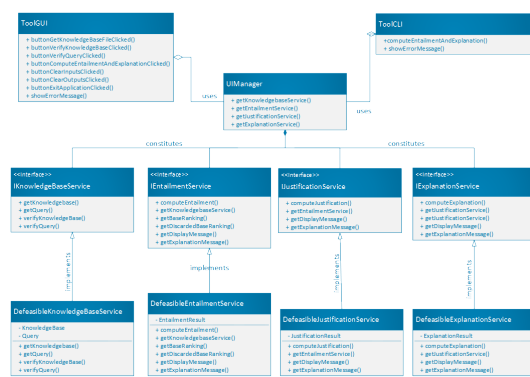 ToolGUI
+ buttonGetKnowledgeBaseFileClicked()
+ buttonVerifyKnowledgeBaseClicked()
+ buttonVerifyQueryClicked()
+ buttonComputeEntailmentAndExplanationClicked()
+ buttonClearInputsClicked()
+ buttonClearOutputsClicked()
+ buttonExitApplicationClicked()
+ showErrorMessage()
ToolCLI
+computeEntailmentAndExplanation()
+ showErrorMessage()
uses
uses
UIManager
+ getKnowledgebaseService()
+ getEntailmentService()
+ getJustificationService()
+ getExplanationService()
constitutes
constitutes
<<interface>>
IKnowledgeBaseService
+ getKnowledgebase()
+ getQuery()
+ verifyKnowledgeBase()
+ verifyQuery()
<<interface>>
IEntailmentService
+ computeEntailment()
+ getKnowledgebaseService()
+ getBaseRanking()
+ getDiscardedBaseRanking()
+ getDisplayMessage()
+ getExplanationMessage()
<<interface>>
IJustificationService
+ computeJustification()
+ getEntailmentService()
+ getDisplayMessage()
+ getExplanationMessage()
<<interface>>
IExplanationService
+ computeExplanation()
+ getJustificationService()
+ getJustificationService()
+ getDisplayMessage()
+ getExplanationMessage()
implements
implements
implements
implements
DefeasibleKnowledgeBaseService
- KnowledgeBase
- Query
+ getKnowledgebase()
+ getQuery()
+ verifyKnowledgeBase()
+ verifyQuery()
DefeasibleEntailmentService
- EntailmentResult
+ computeEntailment()
+ getKnowledgebaseService()
+ getBaseRanking()
+ getDiscardedBaseRanking()
+ getDisplayMessage()
+ getExplanationMessage()
DefeasibleJustificationService
- JustificationResult
+ computeJustification()
+ getEntailmentService()
+ getDisplayMessage()
+ getExplanationMessage()
DefeasibleExplanationService
- ExplanationResult
+ computeExplanation()
+ getJustificationService()
+ getDisplayMessage()
+ getExplanationMessage()